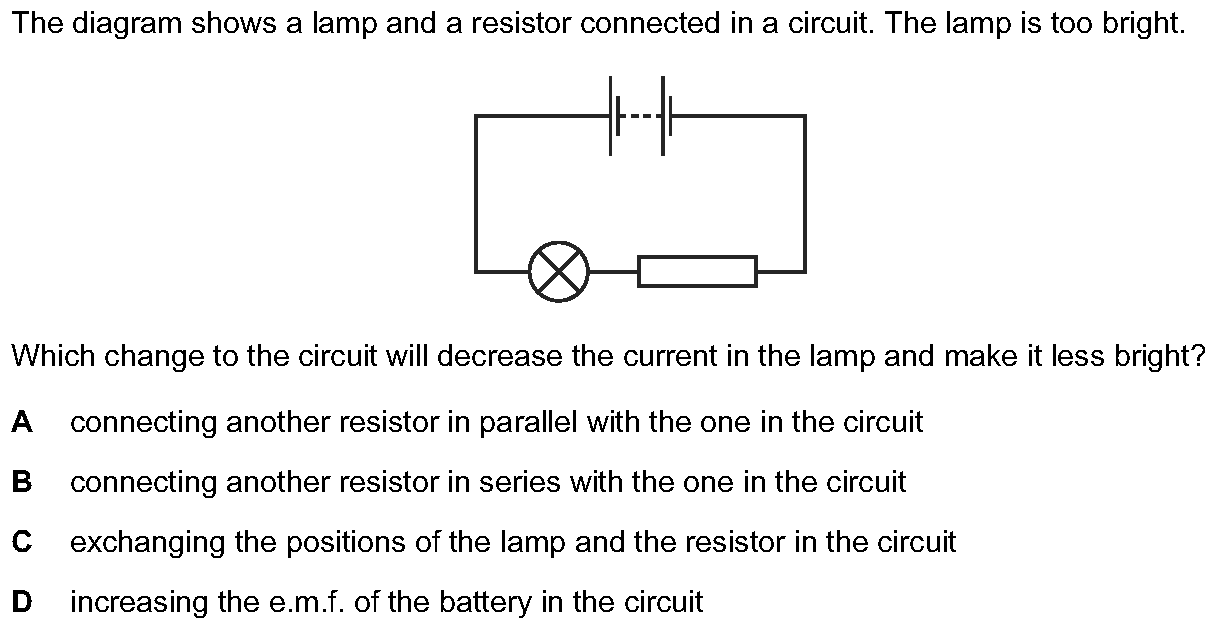 The diagram shows a lamp and a resistor connected in a circuit. The lamp is too bright.
Which change to the circuit will decrease the current in the lamp and make it less bright?
A connecting another resistor in parallel with the one in the circuit
B connecting another resistor in series with the one in the circuit
C exchanging the positions of the lamp and the resistor in the circuit
D increasing the e.m.f. of the battery in the circuit